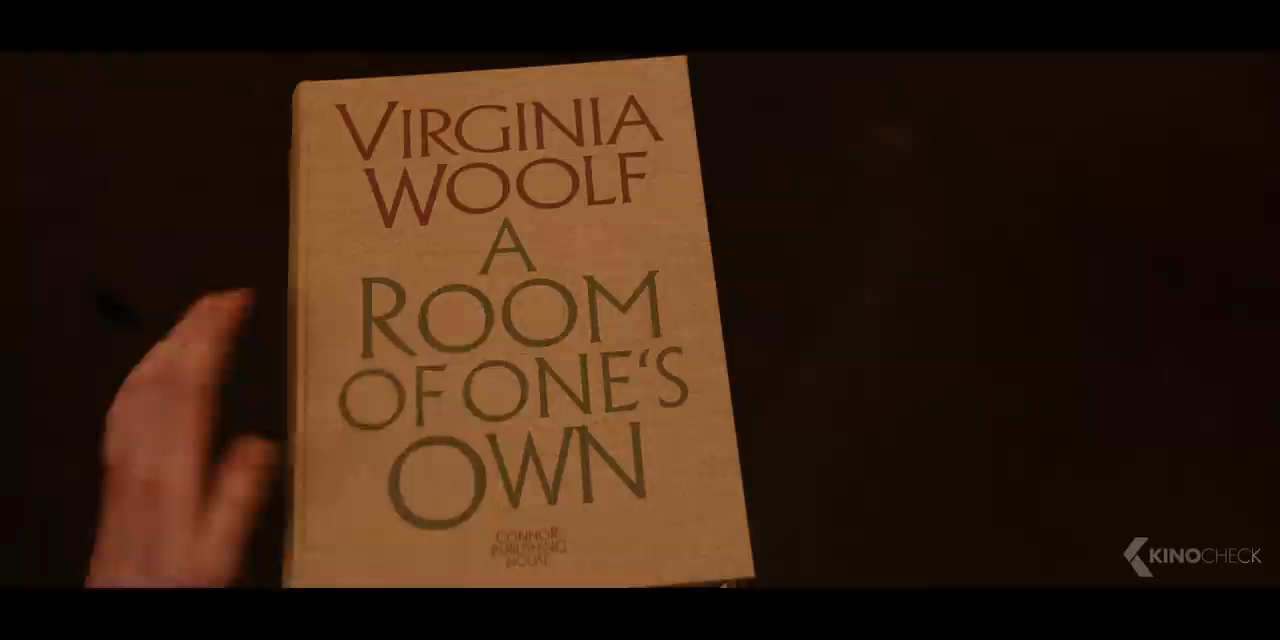 VIRGINIA
WOOLF
A
ROOM
OF ONE‘S
OWN
CONNOR
PUBLISHING
HOUSE
KINOCHECK